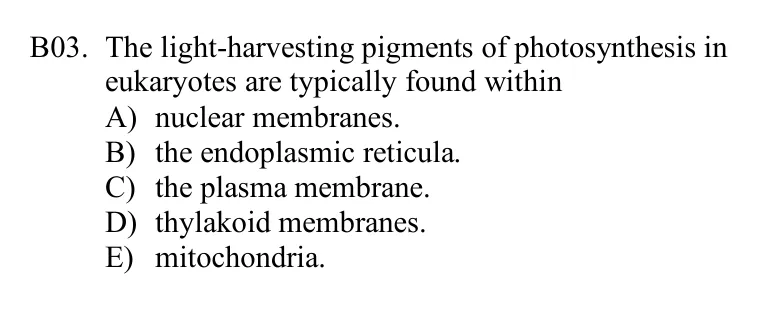 B03. The light-harvesting pigments of photosynthesis in
eukaryotes are typically found within
A) nuclear membranes.
B) the endoplasmic reticula.
C) the plasma membrane.
D) thylakoid membranes.
E) mitochondria.